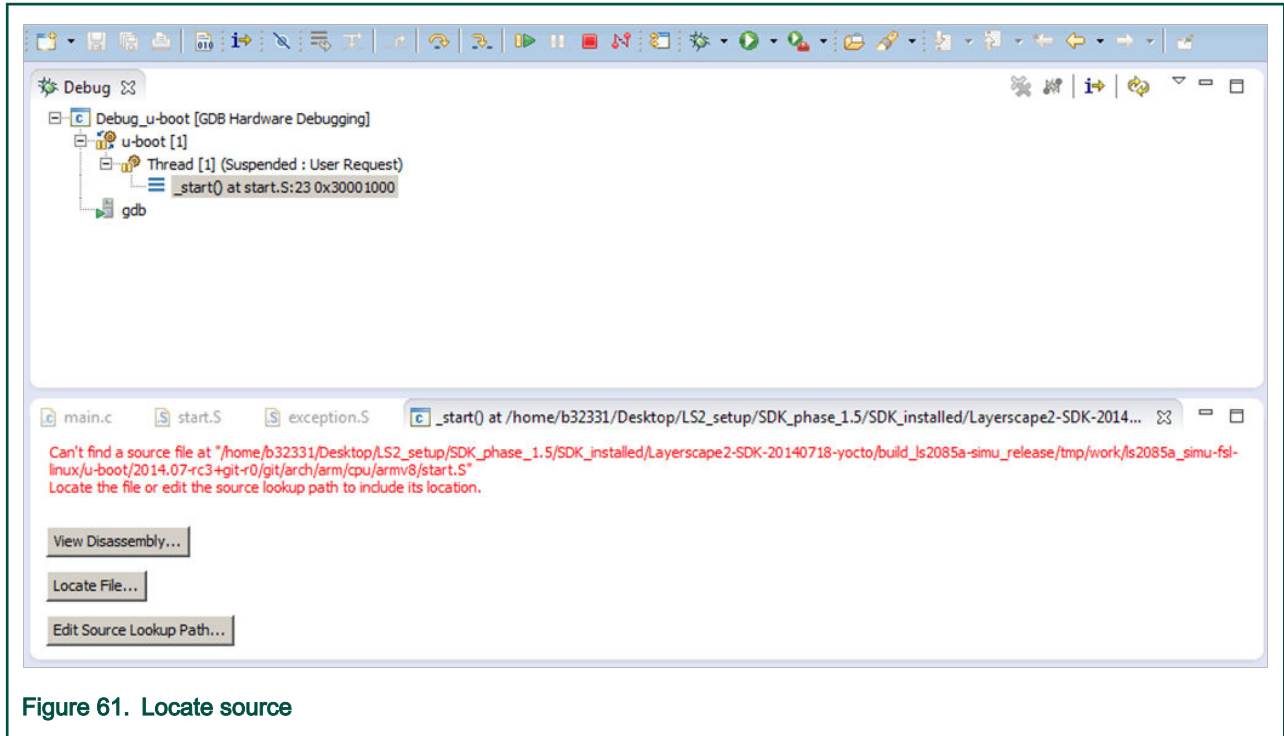 Debug
Debug_u-boot [GDB Hardware Debugging]
u-boot [1]
Thread [1] (Suspended : User Request)
_start() at start.S:23 0x30001000
gdb
main.c start.S exception.S _start() at /home/b32331/Desktop/LS2_setup/SDK_phase_1.5/SDK_installed/Layerscape2-SDK-2014...
Can't find a source file at "/home/b32331/Desktop/LS2_setup/SDK_phase_1.5/SDK_installed/Layerscape2-SDK-20140718-yocto/build_ls2085a-simu_release/tmp/work/ls2085a_simu-fsl-
linux/u-boot/2014.07-rc3+git-r0/git/arch/arm/cpu/armv8/start.S"
Locate the file or edit the source lookup path to include its location.
View Disassembly...
Locate File...
Edit Source Lookup Path...
Figure 61. Locate source